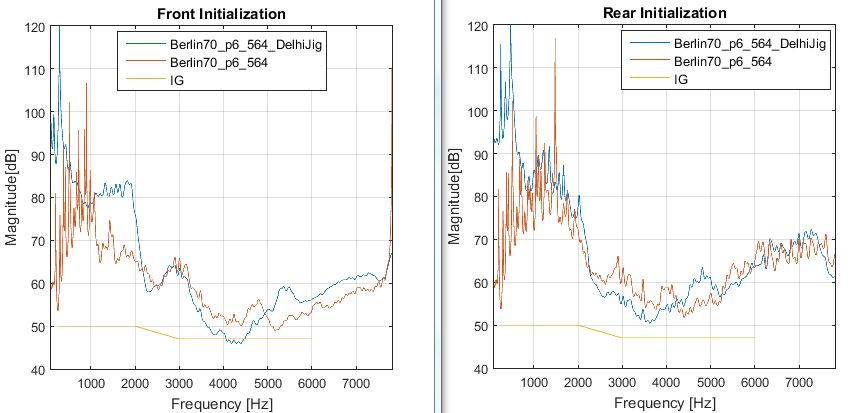 Front Initialization
Berlin70_p6_564_DelhiJig
Berlin70_p6_564
IG
120
110
100
90
80
70
60
50
40
Magnitude[dB]
1000 2000 3000 4000 5000 6000 7000
Frequency [Hz]
Rear Initialization
Berlin70_p6_564_DelhiJig
Berlin70_p6_564
IG
120
110
100
90
80
70
60
50
40
Magnitude[dB]
1000 2000 3000 4000 5000 6000 7000
Frequency [Hz]